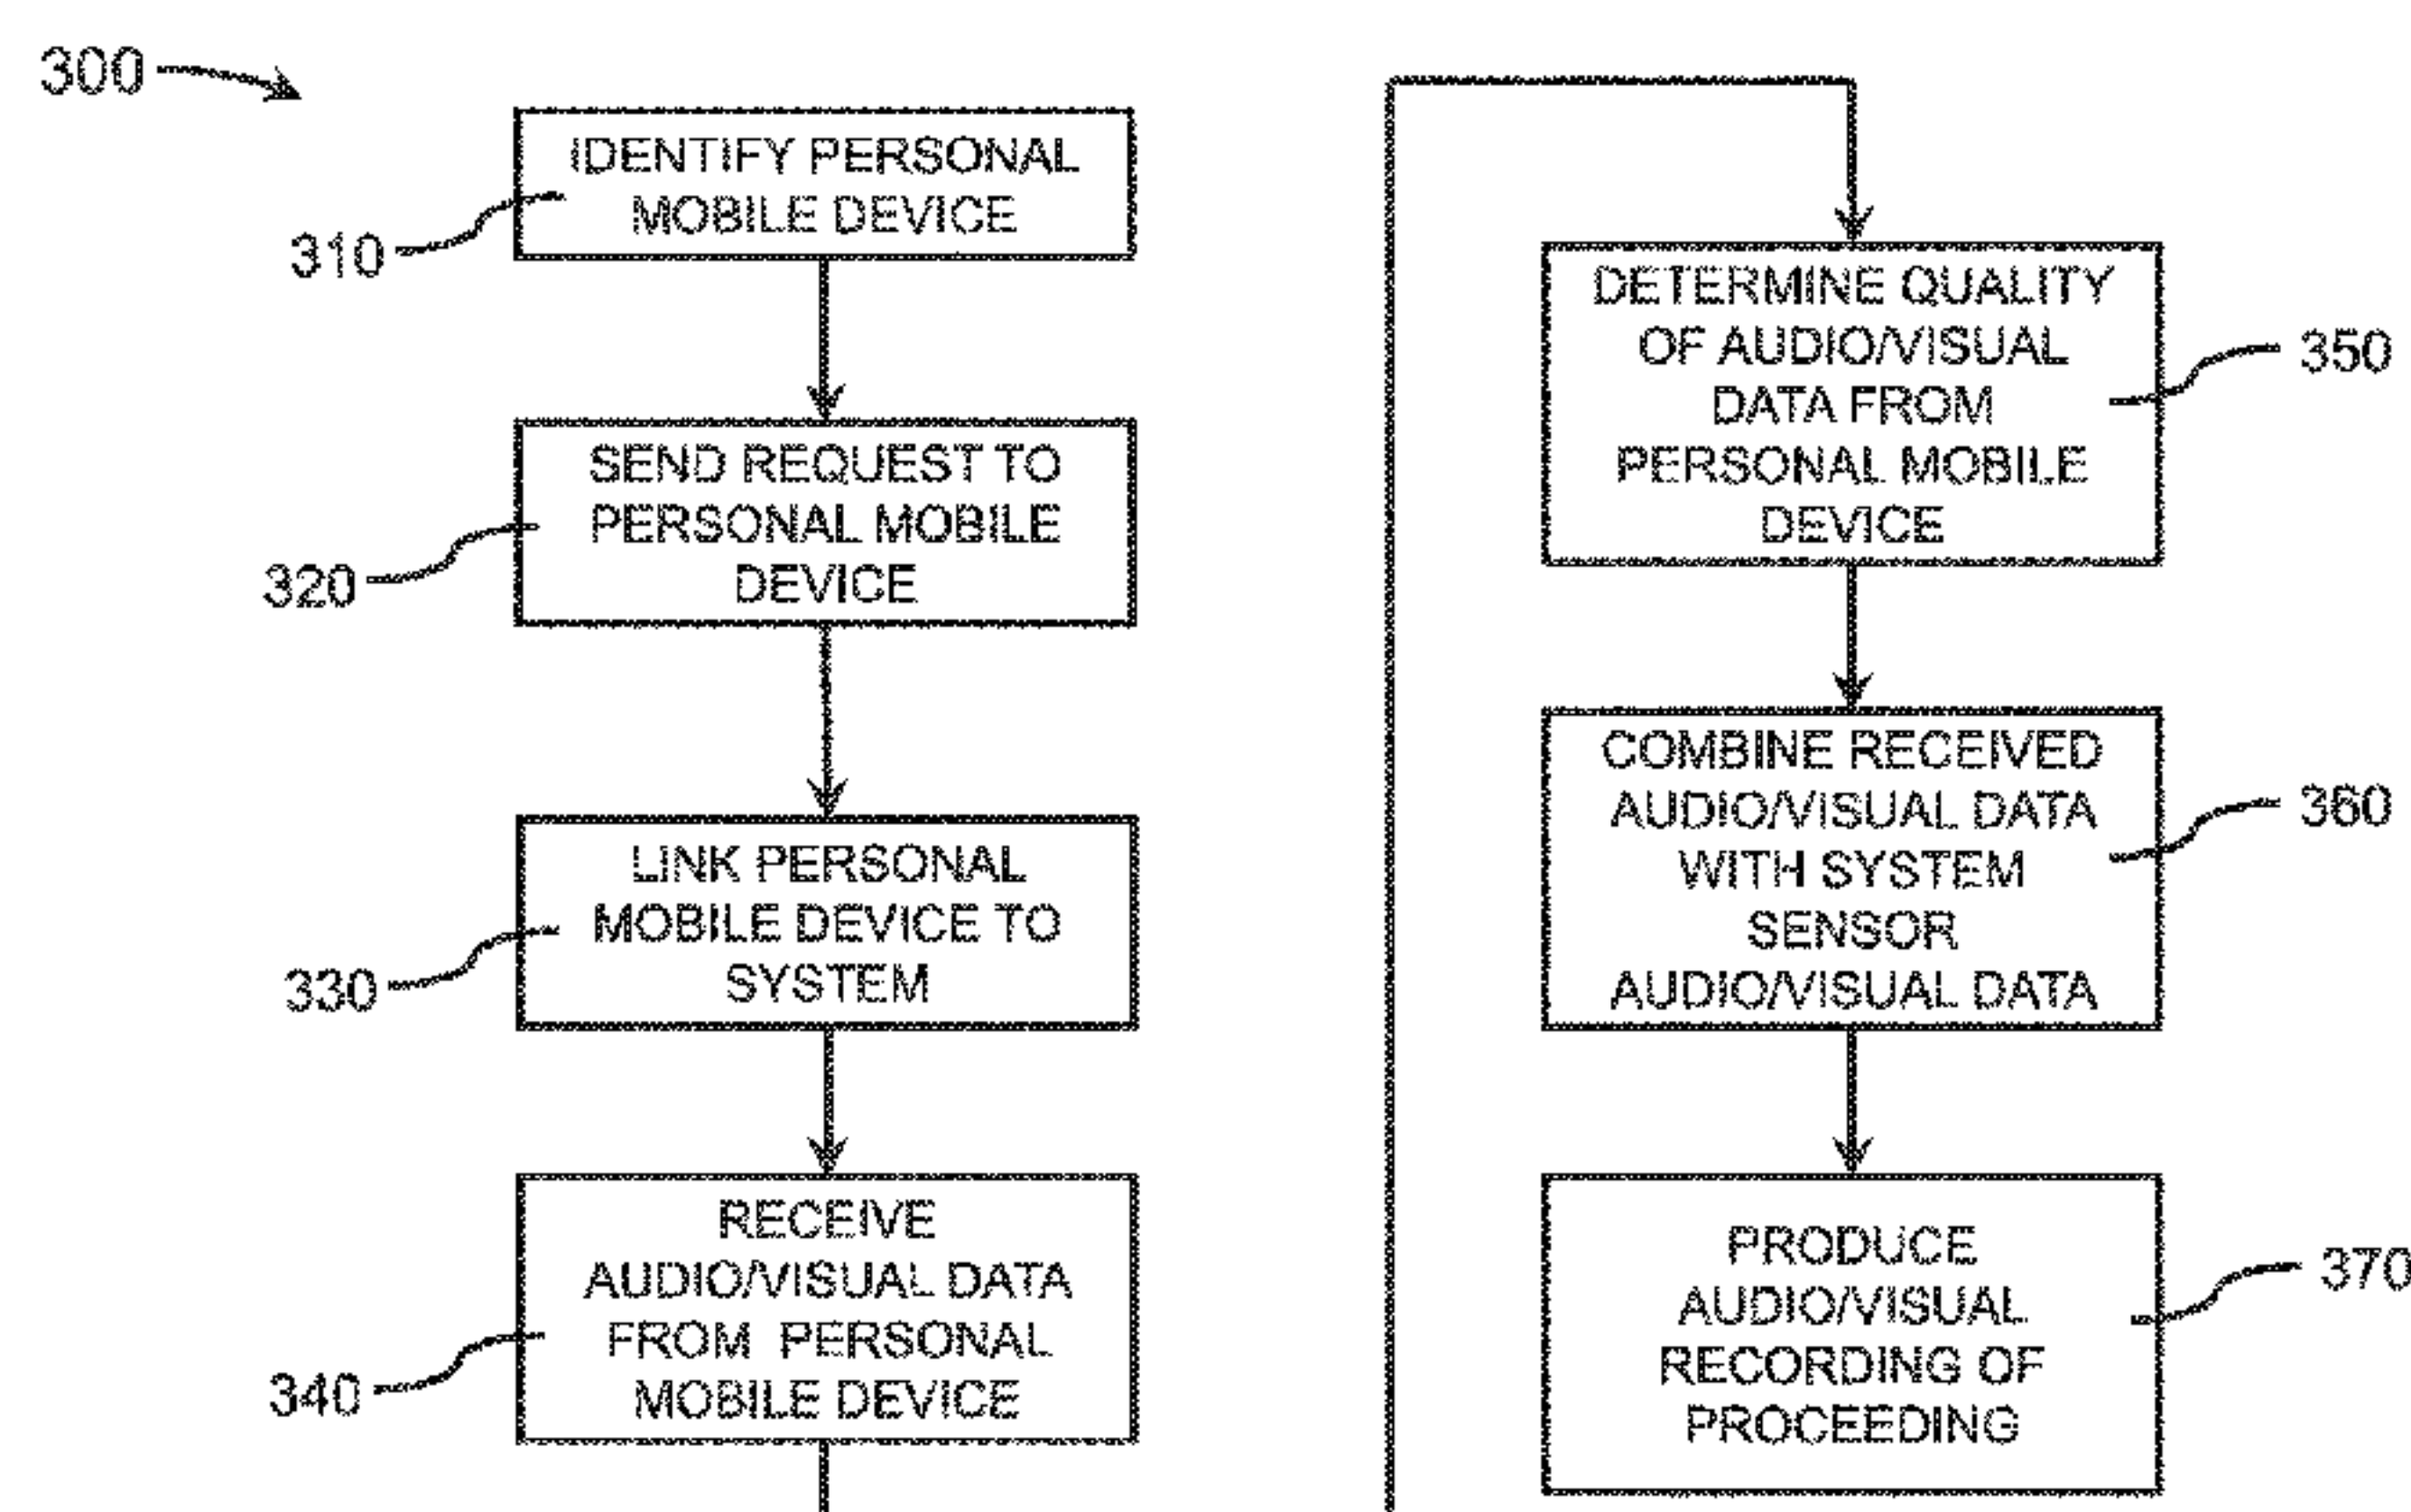 300
IDENTIFY PERSONAL
MOBILE DEVICE
310
SEND REQUEST TO
PERSONAL MOBILE
DEVICE
320
LINK PERSONAL
MOBILE DEVICE TO
SYSTEM
330
RECEIVE
AUDIO/VISUAL DATA
FROM PERSONAL
MOBILE DEVICE
340
DETERMINE QUALITY
OF AUDIO/VISUAL
DATA FROM
PERSONAL MOBILE
DEVICE
350
COMBINE RECEIVED
AUDIO/VISUAL DATA
WITH SYSTEM
SENSOR
AUDIO/VISUAL DATA
360
PRODUCE
AUDIO/VISUAL
RECORDING OF
PROCEEDING
370